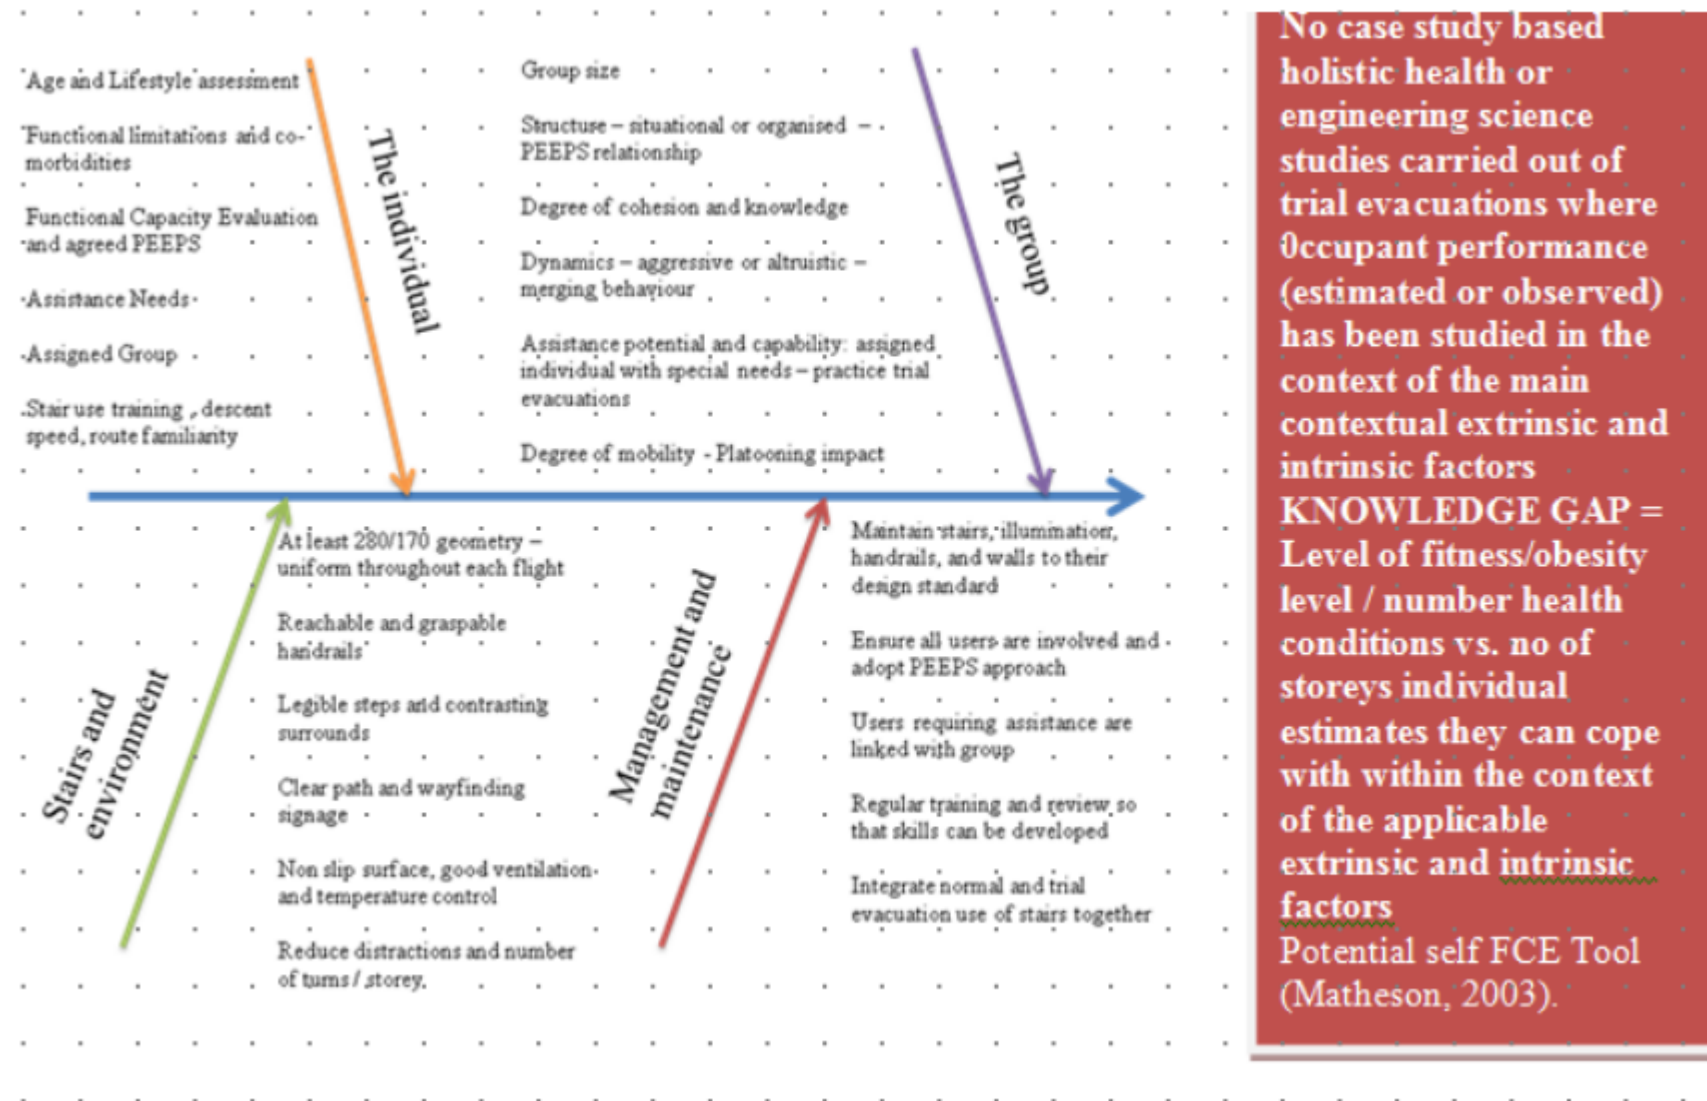 Age and Lifestyle assessment
Functional limitations and co-
morbidities
Functional Capacity Evaluation
and agreed PEEPS
Assistance Needs
Assigned Group
Stair use training , descent
speed, route familiarity
The individual
Group size
Structuse – situational or organised –
PEEPS relationship
Degree of cohesion and knowledge
Dynamics – aggressive or altruistic –
merging behaviour
Assistance potential and capability: assigned
individual with special needs – practice trial
evacuations
Degree of mobility - Platooning impact
The group
Stairs and
environment
At least 280/170 geometry –
uniform throughout each flight
Reachable and graspable
handrails
Legible steps and contrasting
surrounds
Clear path and wayfinding
signage
Non slip surface, good ventilation
and temperature control
Reduce distractions and number
of turns / storey.
Management and
maintenance
Maintain stairs, illumination,
handrails, and walls to their
design standard
Ensure all users are involved and
adopt PEEPS approach
Users requiring assistance are
linked with group
Regular training and review so
that skills can be developed
Integrate normal and trial
evacuation use of stairs together
No case study based
holistic health or
engineering science
studies carried out of
trial evacuations where
0ccupant performance
(estimated or observed)
has been studied in the
context of the main
contextual extrinsic and
intrinsic factors
KNOWLEDGE GAP =
Level of fitness/obesity
level / number health
conditions vs. no of
storeys individual
estimates they can cope
with within the context
of the applicable
extrinsic and intrinsic
factors
Potential self FCE Tool
(Matheson, 2003).